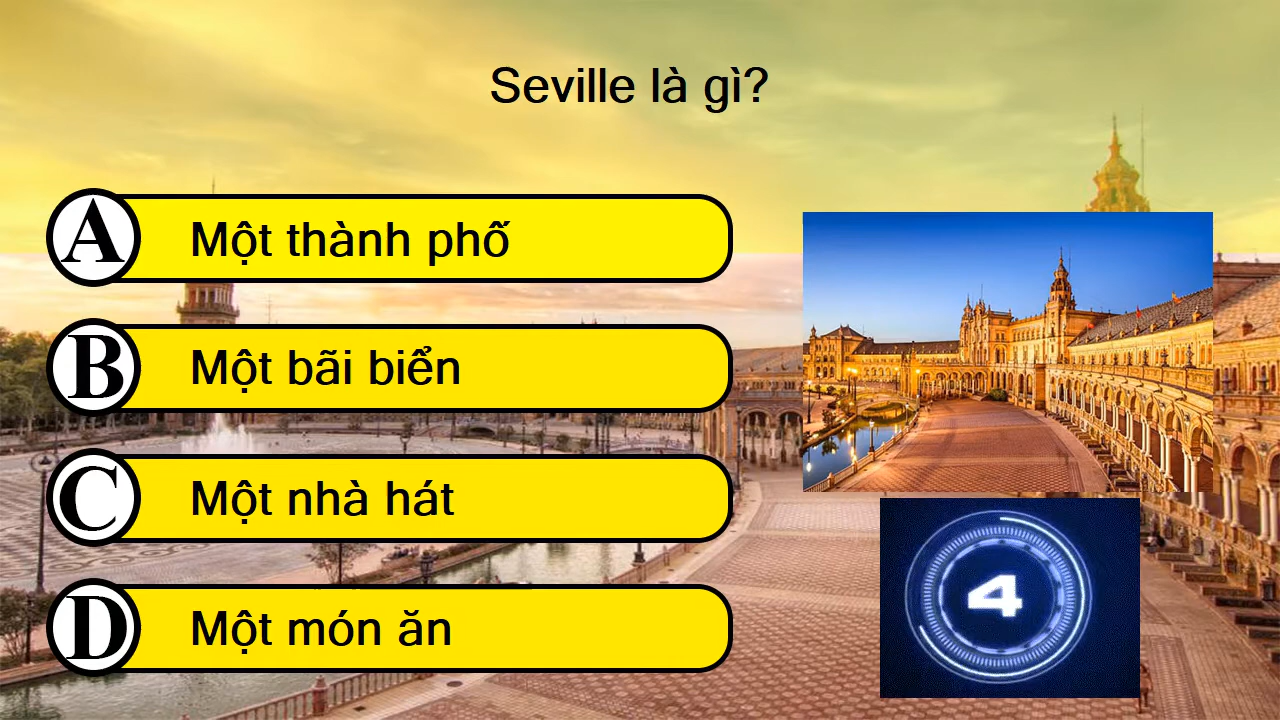 Seville là gì?
A Một thành phố
B Một bãi biển
C Một nhà hát
D Một món ăn
4